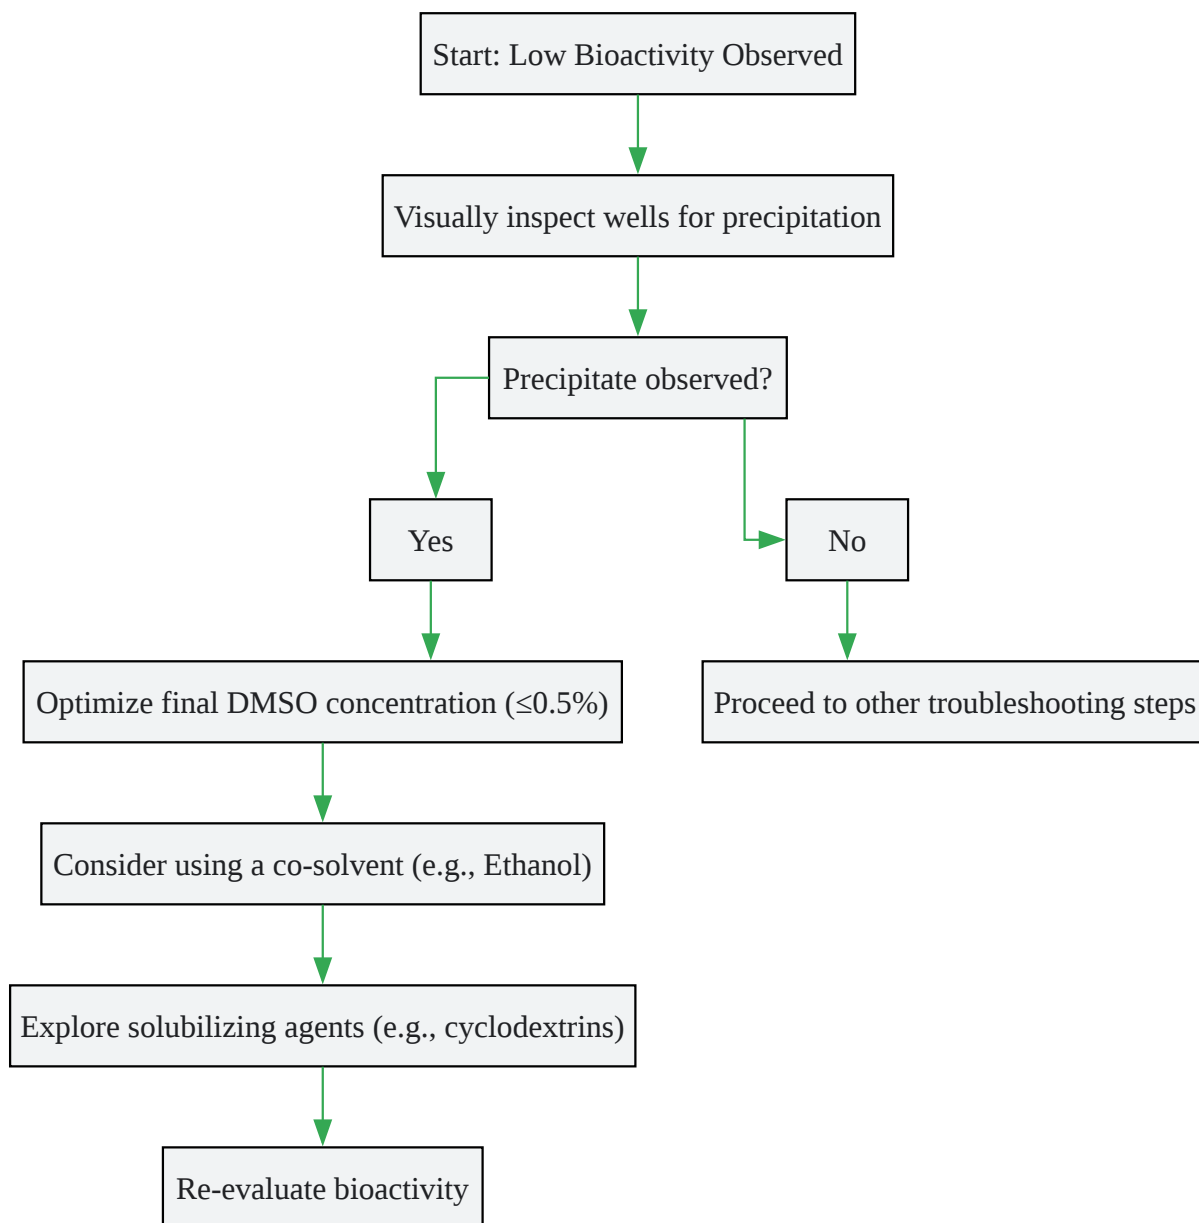 Start: Low Bioactivity Observed
Visually inspect wells for precipitation
Precipitate observed?
Yes
No
Optimize final DMSO concentration (≤0.5%)
Proceed to other troubleshooting steps
Consider using a co-solvent (e.g., Ethanol)
Explore solubilizing agents (e.g., cyclodextrins)
Re-evaluate bioactivity